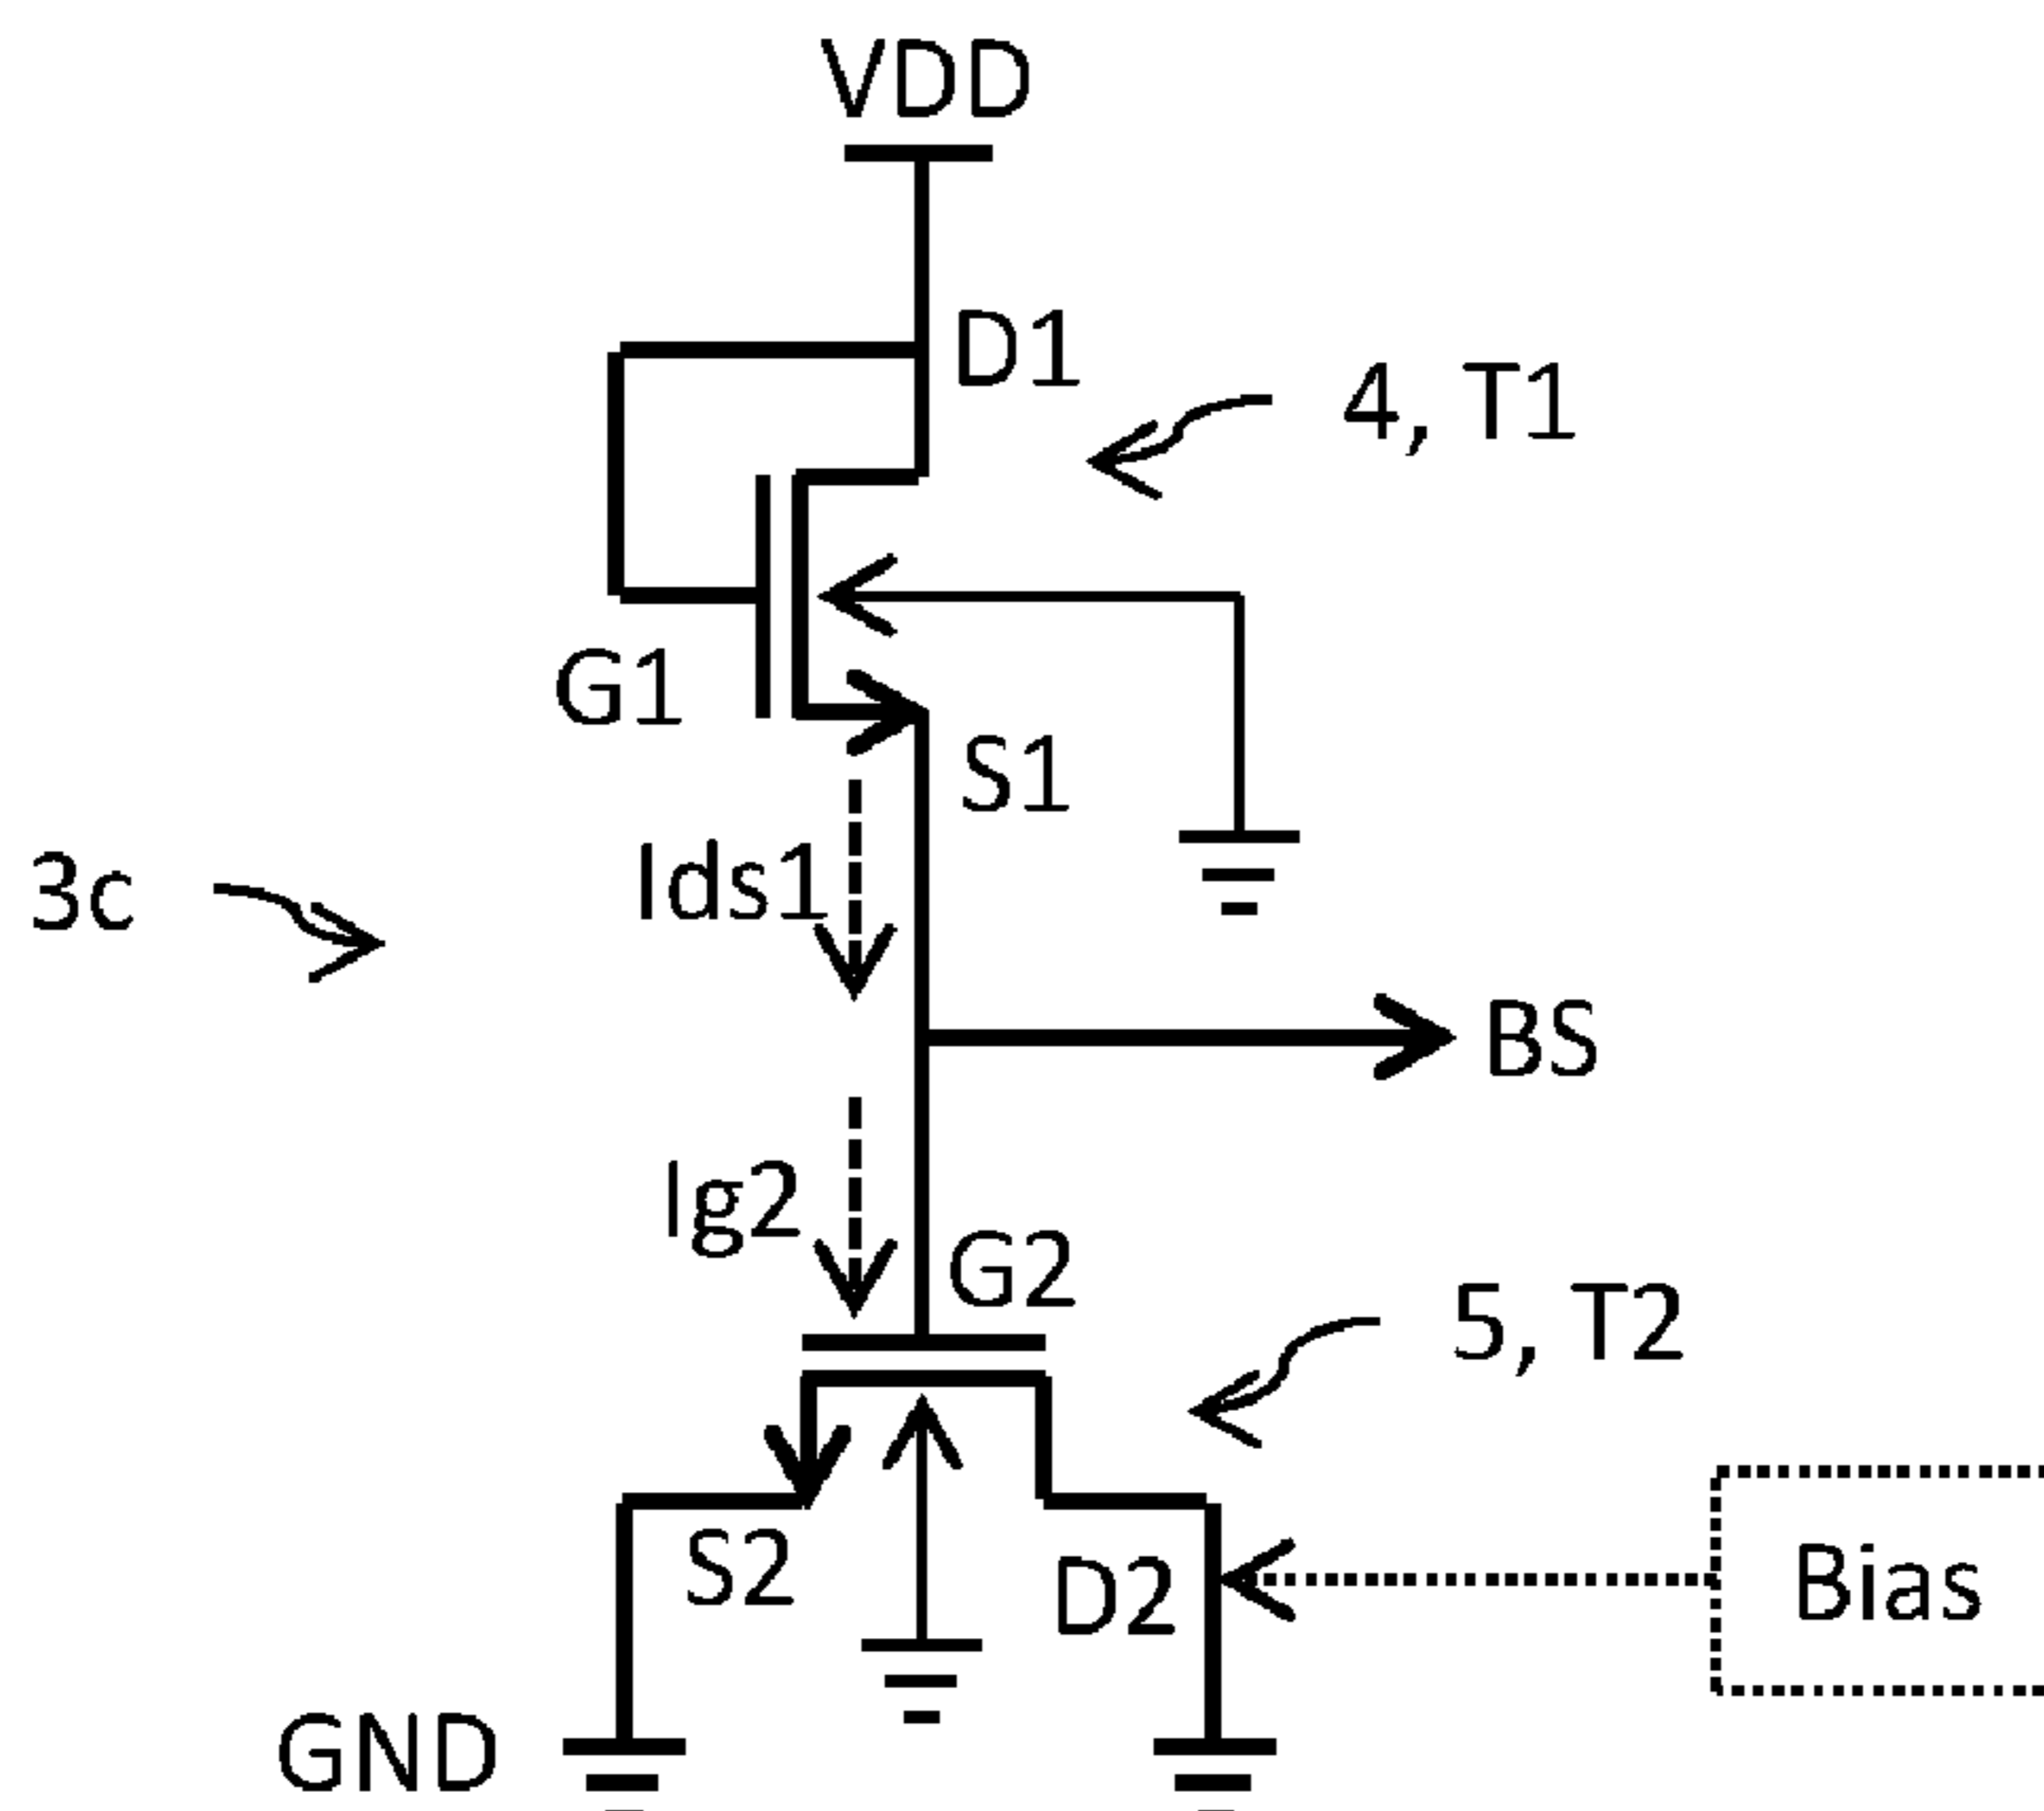 VDD
D1
4, T1
G1
S1
Ids1
3c
BS
Ig2
G2
5, T2
S2
D2
Bias
GND